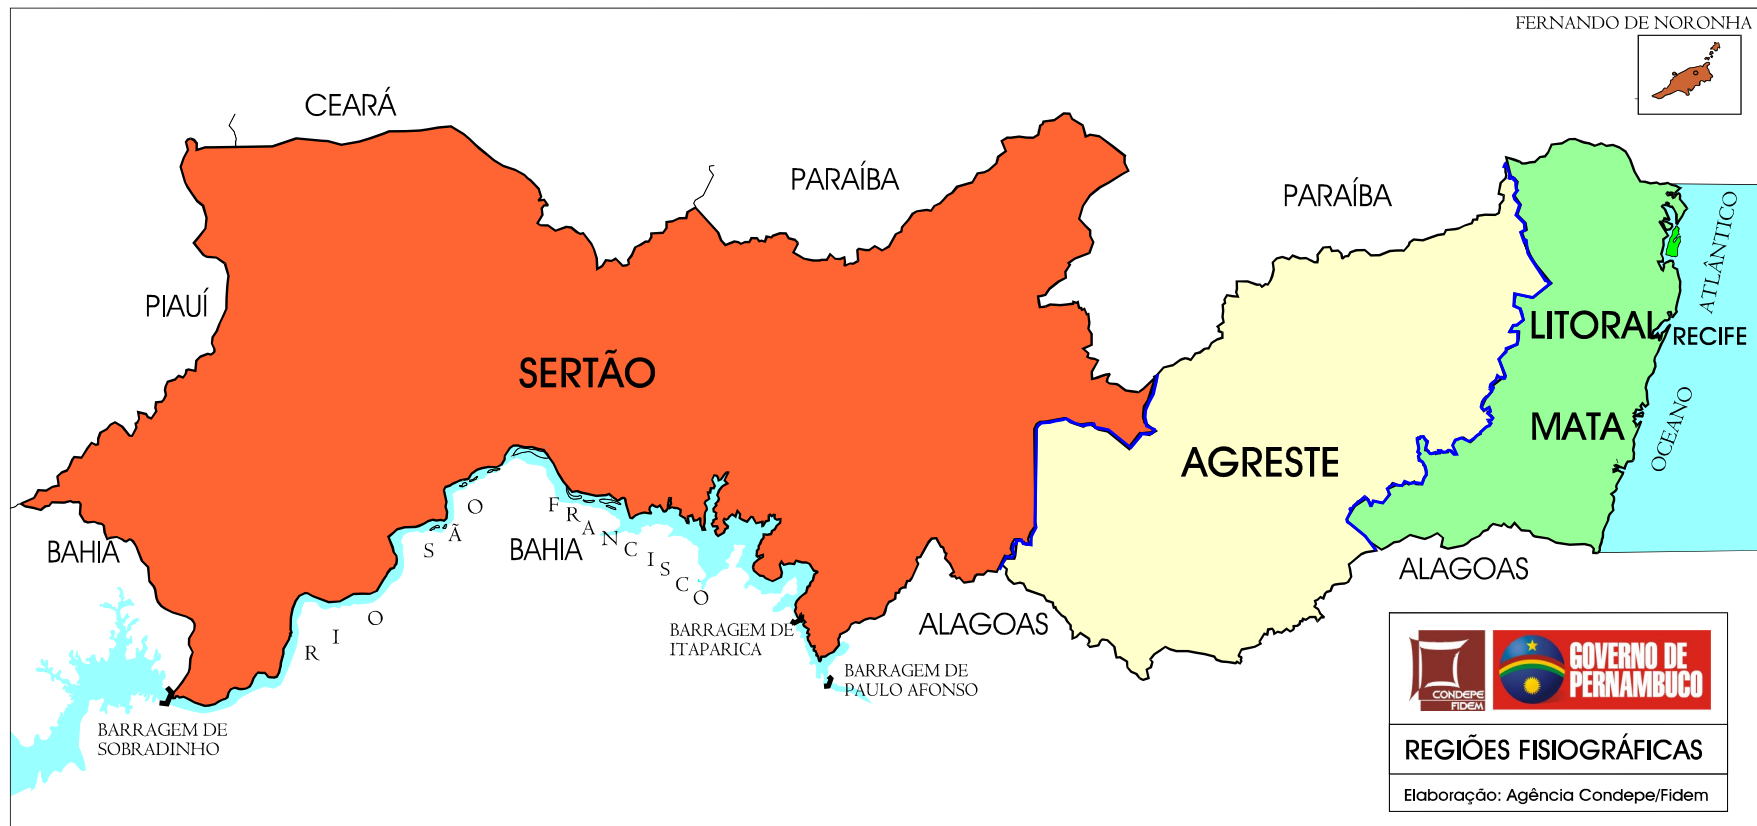 FERNANDO DE NORONHA
CEARÁ
PARAÍBA
PARAÍBA
PIAUÍ
ATLÂNTICO
LITORAL
RECIFE
SERTÃO
MATA
OCEANO
AGRESTE
BAHIA
RIO SÃO FRANCISCO
BAHIA
ALAGOAS
ALAGOAS
BARRAGEM DE
ITAPARICA
BARRAGEM DE
PAULO AFONSO
BARRAGEM DE
SOBRADINHO
CONDEPE
FIDEM
GOVERNO DE
PERNAMBUCO
REGIÕES FISIOGRÁFICAS
Elaboração: Agência Condepe/Fidem